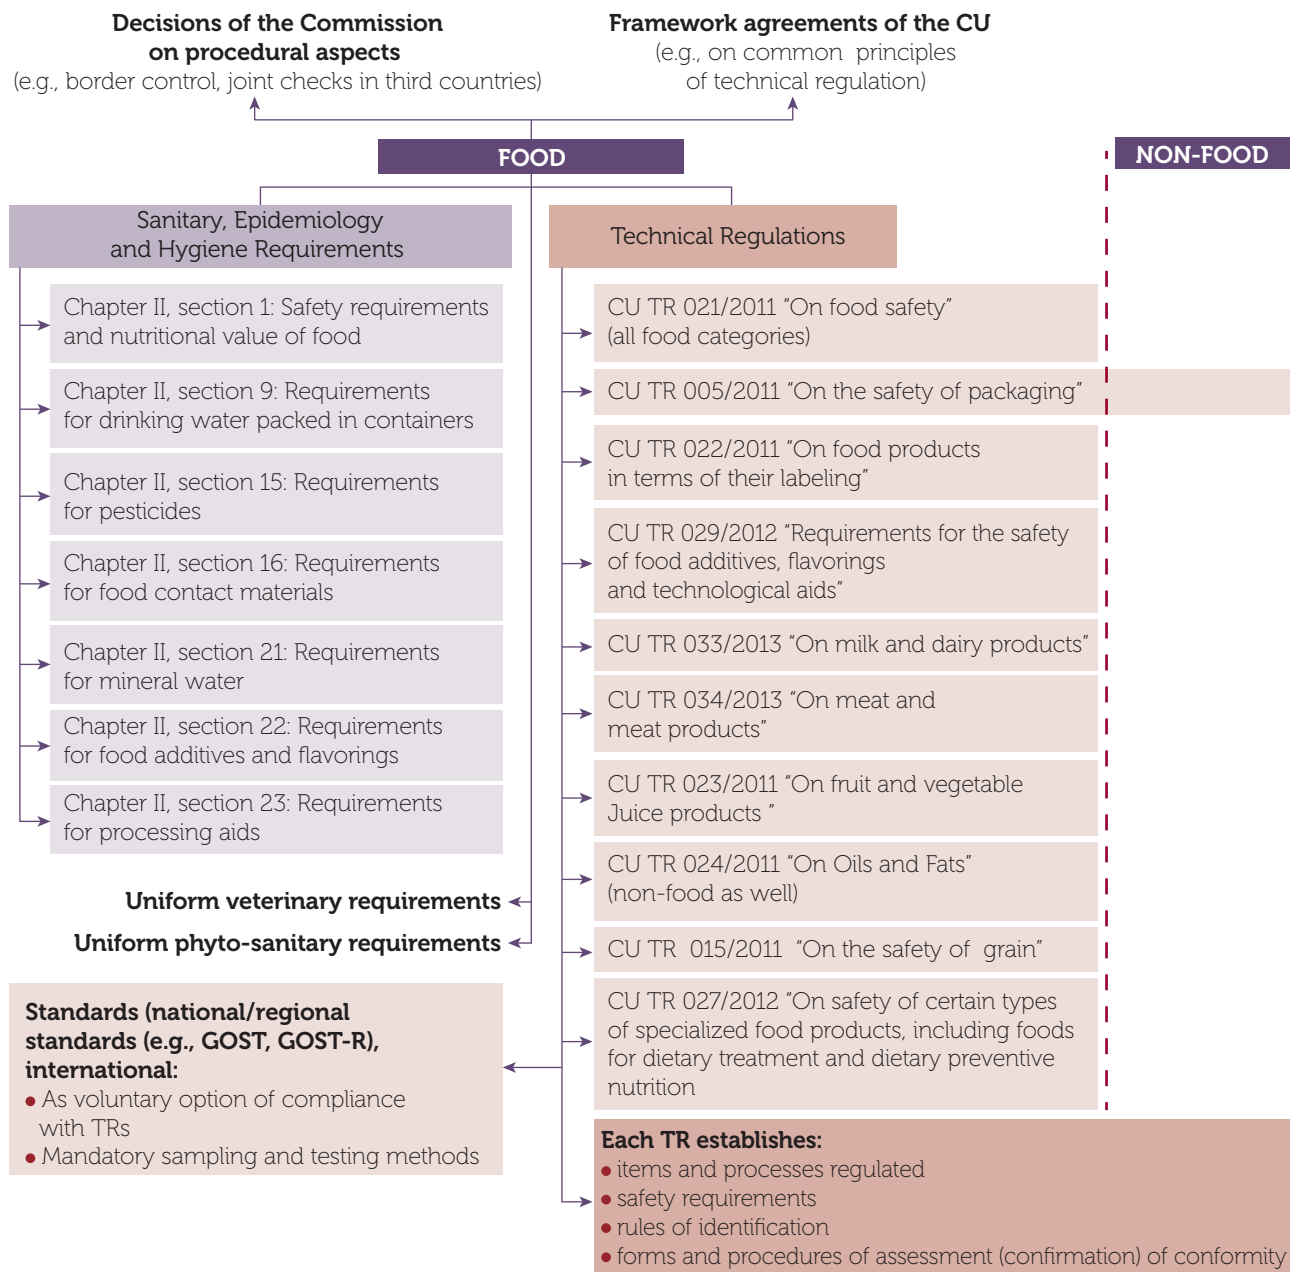 Decisions of the Commission
on procedural aspects
(e.g., border control, joint checks in third countries)
Framework agreements of the CU
(e.g., on common principles
of technical regulation)
FOOD
NON-FOOD
Sanitary, Epidemiology
and Hygiene Requirements
Chapter II, section 1: Safety requirements
and nutritional value of food
Chapter II, section 9: Requirements
for drinking water packed in containers
Chapter II, section 15: Requirements
for pesticides
Chapter II, section 16: Requirements
for food contact materials
Chapter II, section 21: Requirements
for mineral water
Chapter II, section 22: Requirements
for food additives and flavorings
Chapter II, section 23: Requirements
for processing aids
Uniform veterinary requirements
Uniform phyto-sanitary requirements
Standards (national/regional
standards (e.g., GOST, GOST-R),
international:
• As voluntary option of compliance
with TRs
• Mandatory sampling and testing methods
Technical Regulations
CU TR 021/2011 “On food safety”
(all food categories)
CU TR 005/2011 “On the safety of packaging”
CU TR 022/2011 “On food products
in terms of their labeling”
CU TR 029/2012 “Requirements for the safety
of food additives, flavorings
and technological aids”
CU TR 033/2013 “On milk and dairy products”
CU TR 034/2013 “On meat and
meat products”
CU TR 023/2011 “On fruit and vegetable
Juice products ”
CU TR 024/2011 “On Oils and Fats”
(non-food as well)
CU TR 015/2011 “On the safety of grain”
CU TR 027/2012 “On safety of certain types
of specialized food products, including foods
for dietary treatment and dietary preventive
nutrition
Each TR establishes:
• items and processes regulated
• safety requirements
• rules of identification
• forms and procedures of assessment (confirmation) of conformity